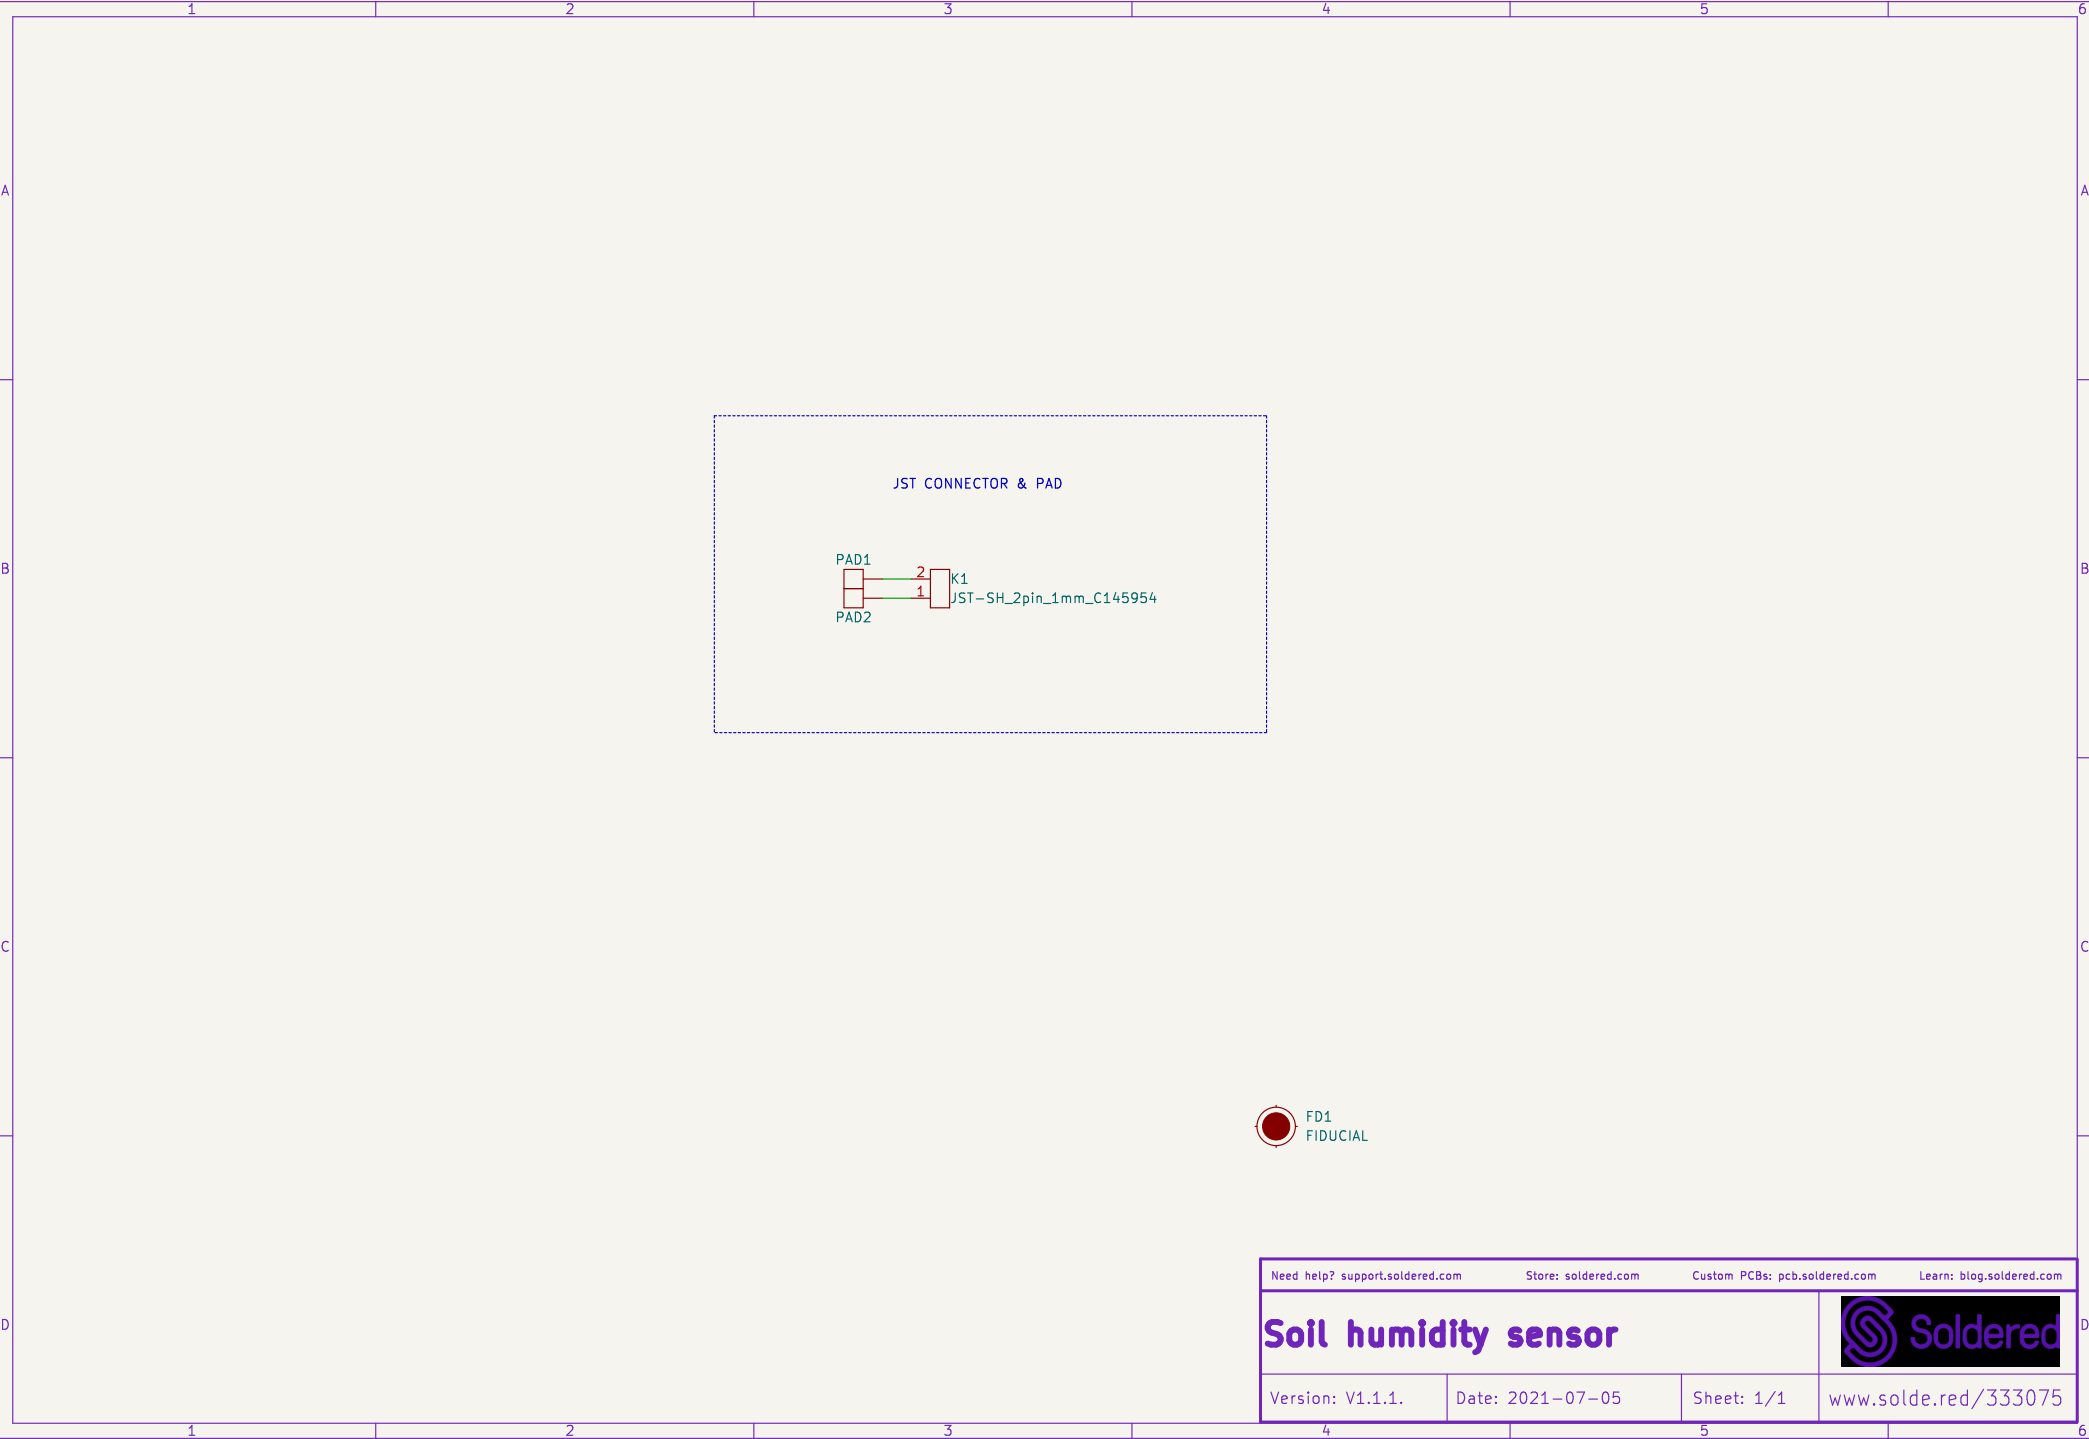 1 2 3 4 5 6
A A
JST CONNECTOR & PAD
PAD1
B B
2 K1
1 JST-SH_2pin_1mm_C145954
PAD2
C C
FD1
FIDUCIAL
Need help? support.soldered.com Store: soldered.com Custom PCBs: pcb.soldered.com Learn: blog.soldered.com
D D
Soil humidity sensor Soldered
Version: V1.1.1. Date: 2021-07-05 Sheet: 1/1 www.solde.red/333075
1 2 3 4 5 6